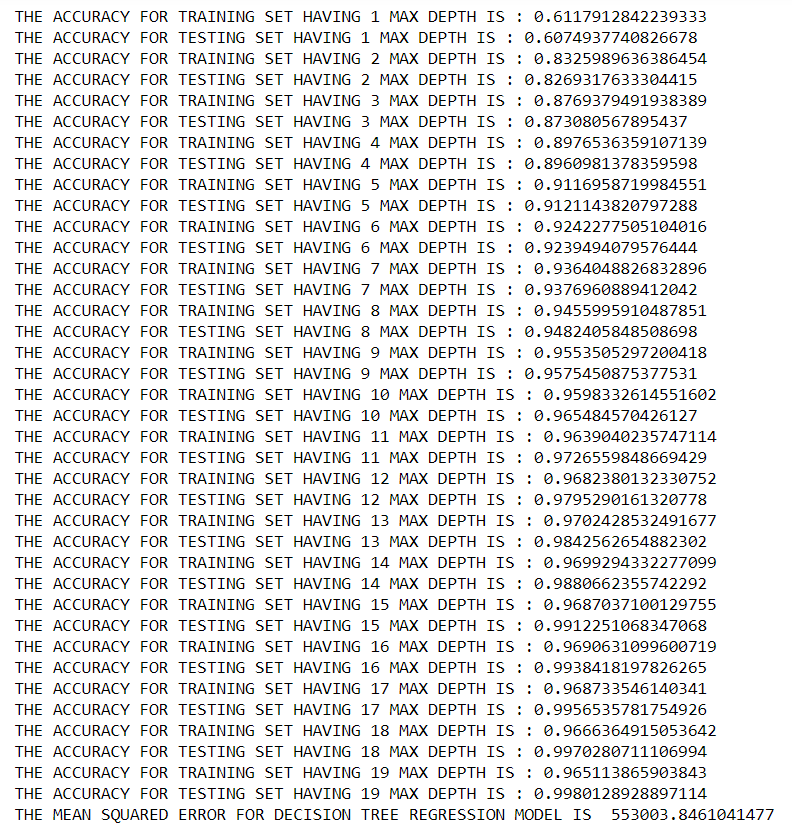 THE ACCURACY FOR TRAINING SET HAVING 1 MAX DEPTH IS : 0.6117912842239333
THE ACCURACY FOR TESTING SET HAVING 1 MAX DEPTH IS : 0.6074937740826678
THE ACCURACY FOR TRAINING SET HAVING 2 MAX DEPTH IS : 0.8325989636386454
THE ACCURACY FOR TESTING SET HAVING 2 MAX DEPTH IS : 0.8269317633304415
THE ACCURACY FOR TRAINING SET HAVING 3 MAX DEPTH IS : 0.8769379491938389
THE ACCURACY FOR TESTING SET HAVING 3 MAX DEPTH IS : 0.873080567895437
THE ACCURACY FOR TRAINING SET HAVING 4 MAX DEPTH IS : 0.8976536359107139
THE ACCURACY FOR TESTING SET HAVING 4 MAX DEPTH IS : 0.8960981378359598
THE ACCURACY FOR TRAINING SET HAVING 5 MAX DEPTH IS : 0.9116958719984551
THE ACCURACY FOR TESTING SET HAVING 5 MAX DEPTH IS : 0.9121143820797288
THE ACCURACY FOR TRAINING SET HAVING 6 MAX DEPTH IS : 0.9242277505104016
THE ACCURACY FOR TESTING SET HAVING 6 MAX DEPTH IS : 0.9239494079576444
THE ACCURACY FOR TRAINING SET HAVING 7 MAX DEPTH IS : 0.9364048826832896
THE ACCURACY FOR TESTING SET HAVING 7 MAX DEPTH IS : 0.9376960889412042
THE ACCURACY FOR TRAINING SET HAVING 8 MAX DEPTH IS : 0.9455995910487851
THE ACCURACY FOR TESTING SET HAVING 8 MAX DEPTH IS : 0.9482405848508698
THE ACCURACY FOR TRAINING SET HAVING 9 MAX DEPTH IS : 0.9553505297200418
THE ACCURACY FOR TESTING SET HAVING 9 MAX DEPTH IS : 0.9575450875377531
THE ACCURACY FOR TRAINING SET HAVING 10 MAX DEPTH IS : 0.9598332614551602
THE ACCURACY FOR TESTING SET HAVING 10 MAX DEPTH IS : 0.965484570426127
THE ACCURACY FOR TRAINING SET HAVING 11 MAX DEPTH IS : 0.9639040235747114
THE ACCURACY FOR TESTING SET HAVING 11 MAX DEPTH IS : 0.9726559848669429
THE ACCURACY FOR TRAINING SET HAVING 12 MAX DEPTH IS : 0.9682380132330752
THE ACCURACY FOR TESTING SET HAVING 12 MAX DEPTH IS : 0.9795290161320778
THE ACCURACY FOR TRAINING SET HAVING 13 MAX DEPTH IS : 0.9702428532491677
THE ACCURACY FOR TESTING SET HAVING 13 MAX DEPTH IS : 0.9842562654882302
THE ACCURACY FOR TRAINING SET HAVING 14 MAX DEPTH IS : 0.9699294332277099
THE ACCURACY FOR TESTING SET HAVING 14 MAX DEPTH IS : 0.9880662355742292
THE ACCURACY FOR TRAINING SET HAVING 15 MAX DEPTH IS : 0.9687037100129755
THE ACCURACY FOR TESTING SET HAVING 15 MAX DEPTH IS : 0.9912251068347068
THE ACCURACY FOR TRAINING SET HAVING 16 MAX DEPTH IS : 0.9690631099600719
THE ACCURACY FOR TESTING SET HAVING 16 MAX DEPTH IS : 0.9938418197826265
THE ACCURACY FOR TRAINING SET HAVING 17 MAX DEPTH IS : 0.968733546140341
THE ACCURACY FOR TESTING SET HAVING 17 MAX DEPTH IS : 0.9956535781754926
THE ACCURACY FOR TRAINING SET HAVING 18 MAX DEPTH IS : 0.9666364915053642
THE ACCURACY FOR TESTING SET HAVING 18 MAX DEPTH IS : 0.9970280711106994
THE ACCURACY FOR TRAINING SET HAVING 19 MAX DEPTH IS : 0.965113865903843
THE ACCURACY FOR TESTING SET HAVING 19 MAX DEPTH IS : 0.9980128928897114
THE MEAN SQUARED ERROR FOR DECISION TREE REGRESSION MODEL IS  553003.8461041477